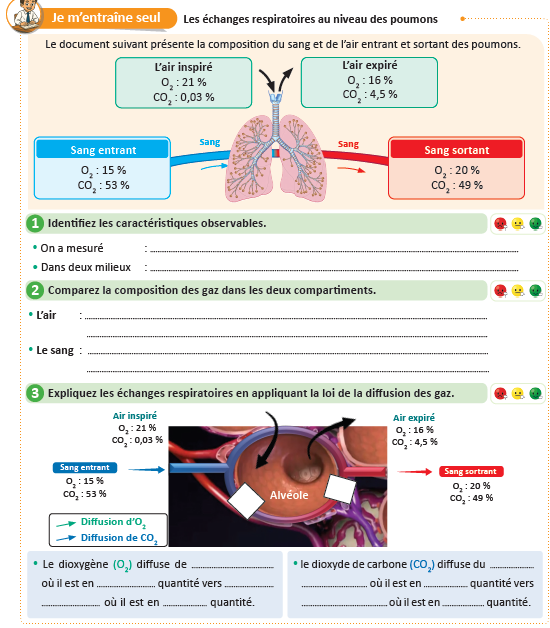 Je m'entraîne seul
Les échanges respiratoires au niveau des poumons
Le document suivant présente la composition du sang et de l'air entrant et sortant des poumons.
L'air inspiré
O₂ : 21 %
CO₂ : 0,03 %
L'air expiré
O₂ : 16 %
CO₂ : 4,5 %
Sang entrant
O₂ : 15 %
CO₂ : 53 %
Sang
Sang
Sang sortant
O₂ : 20 %
CO₂ : 49 %
1 Identifiez les caractéristiques observables.
• On a mesuré : ........
• Dans deux milieux : ........
2 Comparez la composition des gaz dans les deux compartiments.
• L'air : ........
........
• Le sang : ........
........
3 Expliquez les échanges respiratoires en appliquant la loi de la diffusion des gaz.
Air inspiré
O₂ : 21 %
CO₂ : 0,03 %
Air expiré
O₂ : 16 %
CO₂ : 4,5 %
Sang entrant
O₂ : 15 %
CO₂ : 53 %
Alvéole
Sang sortrant
O₂ : 20 %
CO₂ : 49 %
Diffusion d'O₂
Diffusion de CO₂
• Le dioxygène (O₂) diffuse de ........
où il est en ........ quantité vers ........
........ où il est en ........ quantité.
• le dioxyde de carbone (CO₂) diffuse du ........
........ où il est en ........ quantité vers
........ où il est en ........ quantité.